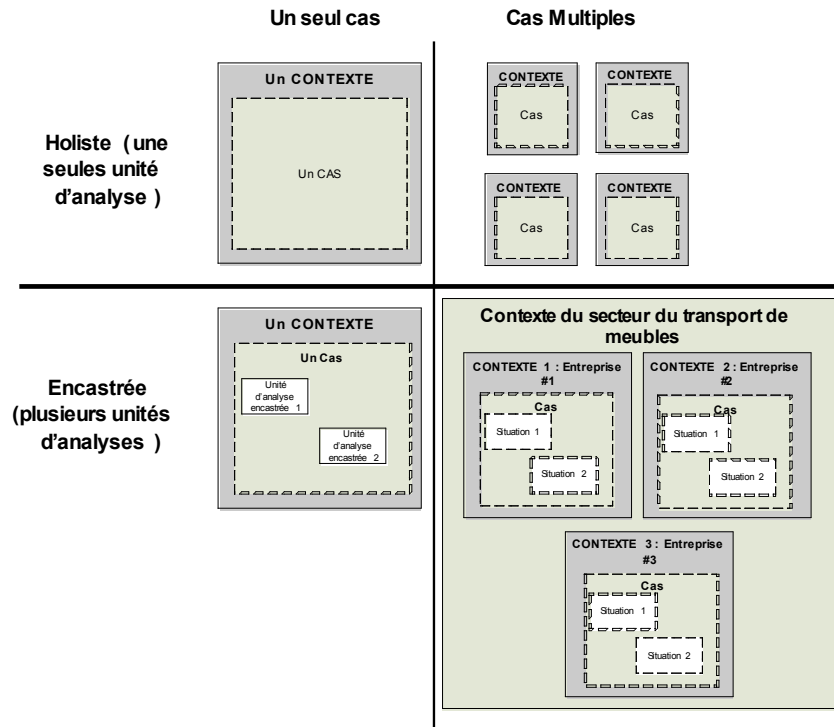 Un seul cas
Cas Multiples
Holiste (une
seules unité
d'analyse )
Un CONTEXTE
Un CAS
CONTEXTE
Cas
CONTEXTE
Cas
CONTEXTE
Cas
CONTEXTE
Cas
Encastrée
(plusieurs unités
d'analyses )
Un CONTEXTE
Un Cas
Unité
d'analyse
encastrée 1
Unité
d'analyse
encastrée 2
Contexte du secteur du transport de
meubles
CONTEXTE 1 : Entreprise
#1
Cas
Situation 1
Situation 2
CONTEXTE 2 : Entreprise
#2
Cas
Situation 1
Situation 2
CONTEXTE 3 : Entreprise
#3
Cas
Situation 1
Situation 2